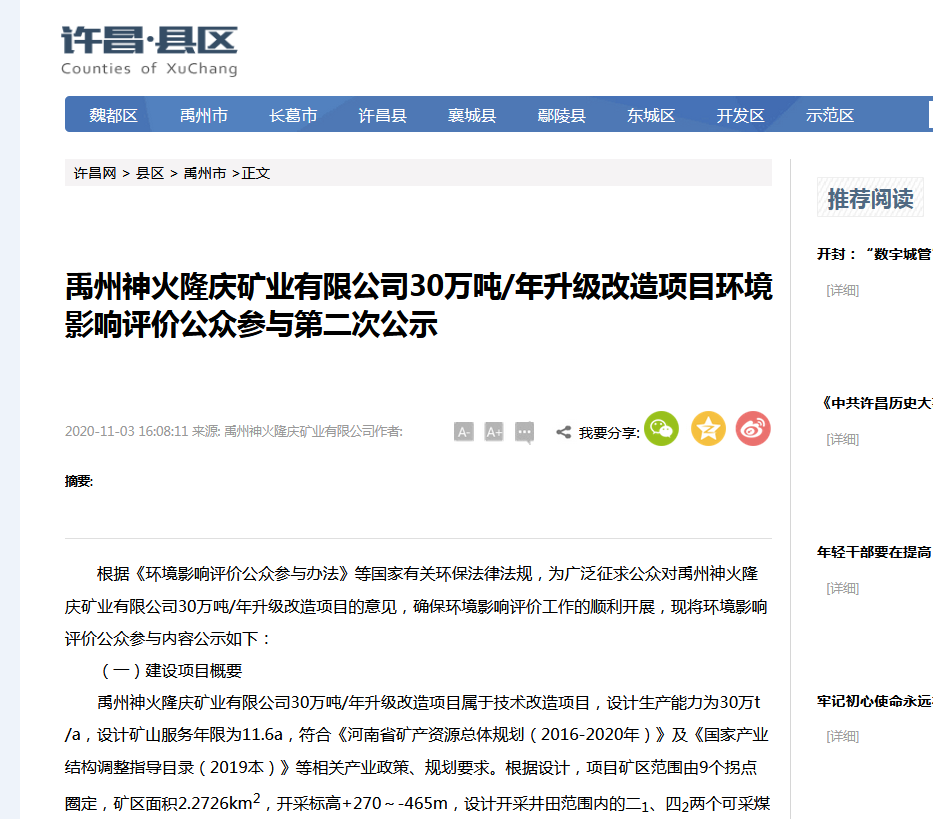 许昌·县区
Counties of XuChang
魏都区 禹州市 长葛市 许昌县 襄城县 鄢陵县 东城区 开发区 示范区
许昌网 > 县区 > 禹州市 >正文
推荐阅读
开封：“数字城管
[详细]
禹州神火隆庆矿业有限公司30万吨/年升级改造项目环境
影响评价公众参与第二次公示
《中共许昌历史大
[详细]
2020-11-03 16:08:11 来源: 禹州神火隆庆矿业有限公司作者:
A- A+ 我要分享:
摘要:
年轻干部要在提高
[详细]
根据《环境影响评价公众参与办法》等国家有关环保法律法规，为广泛征求公众对禹州神火隆
庆矿业有限公司30万吨/年升级改造项目的意见，确保环境影响评价工作的顺利开展，现将环境影响
评价公众参与内容公示如下：
（一）建设项目概要
禹州神火隆庆矿业有限公司30万吨/年升级改造项目属于技术改造项目，设计生产能力为30万t
/a，设计矿山服务年限为11.6a，符合《河南省矿产资源总体规划（2016-2020年）》及《国家产业
结构调整指导目录（2019本）》等相关产业政策、规划要求。根据设计，项目矿区范围由9个拐点
圈定，矿区面积2.2726km²，开采标高+270～-465m，设计开采井田范围内的二₁、四₂两个可采煤
牢记初心使命永远
[详细]